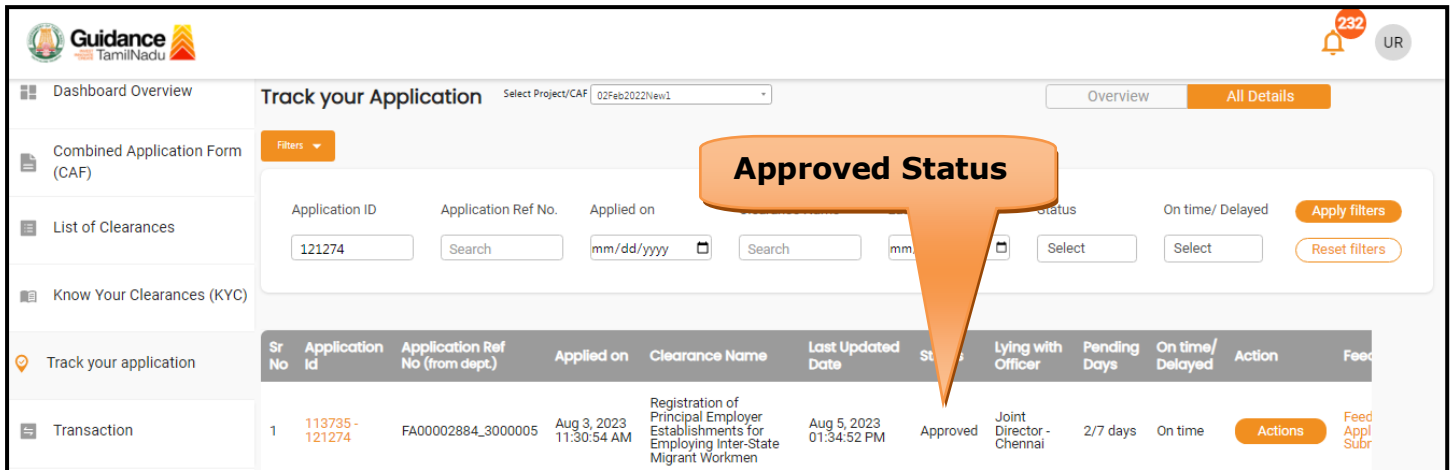 Guidance
TamilNadu
232
UR
Dashboard Overview
Track your Application
Select Project/CAF
02Feb2022New1
Overview
All Details
Combined Application Form
(CAF)
Filters
Approved Status
Application ID
Application Ref No.
Applied on
Status
On time/ Delayed
Apply filters
List of Clearances
121274
Search
mm/dd/yyyy
Search
Select
Select
Reset filters
Know Your Clearances (KYC)
Track your application
Sr
No
Application
Id
Application Ref
No (from dept.)
Applied on
Clearance Name
Last Updated
Date
Lying with
Officer
Pending
Days
On time/
Delayed
Action
Transaction
1
113735 -
121274
FA00002884_3000005
Aug 3, 2023
11:30:54 AM
Registration of
Principal Employer
Establishments for
Employing Inter-State
Migrant Workmen
Aug 5, 2023
01:34:52 PM
Approved
Joint
Director -
Chennai
2/7 days
On time
Actions
Feed
Appl
Subr